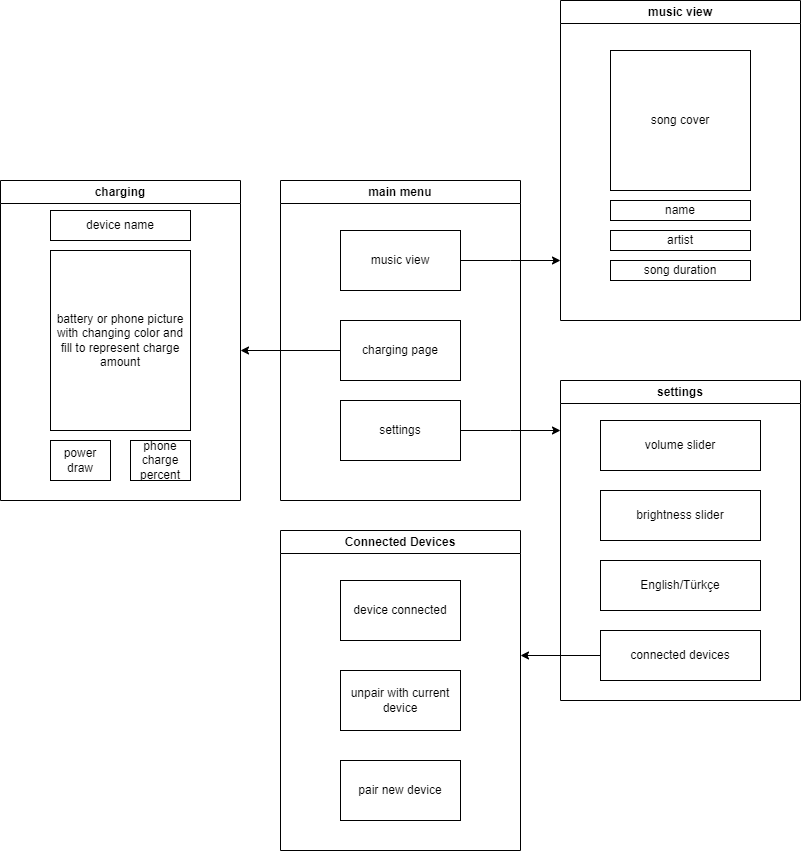 music view
song cover
name
artist
song duration
charging
device name
battery or phone picture
with changing color and
fill to represent charge
amount
power
draw
phone
charge
percent
main menu
music view
charging page
settings
settings
volume slider
brightness slider
English/Türkçe
connected devices
Connected Devices
device connected
unpair with current
device
pair new device